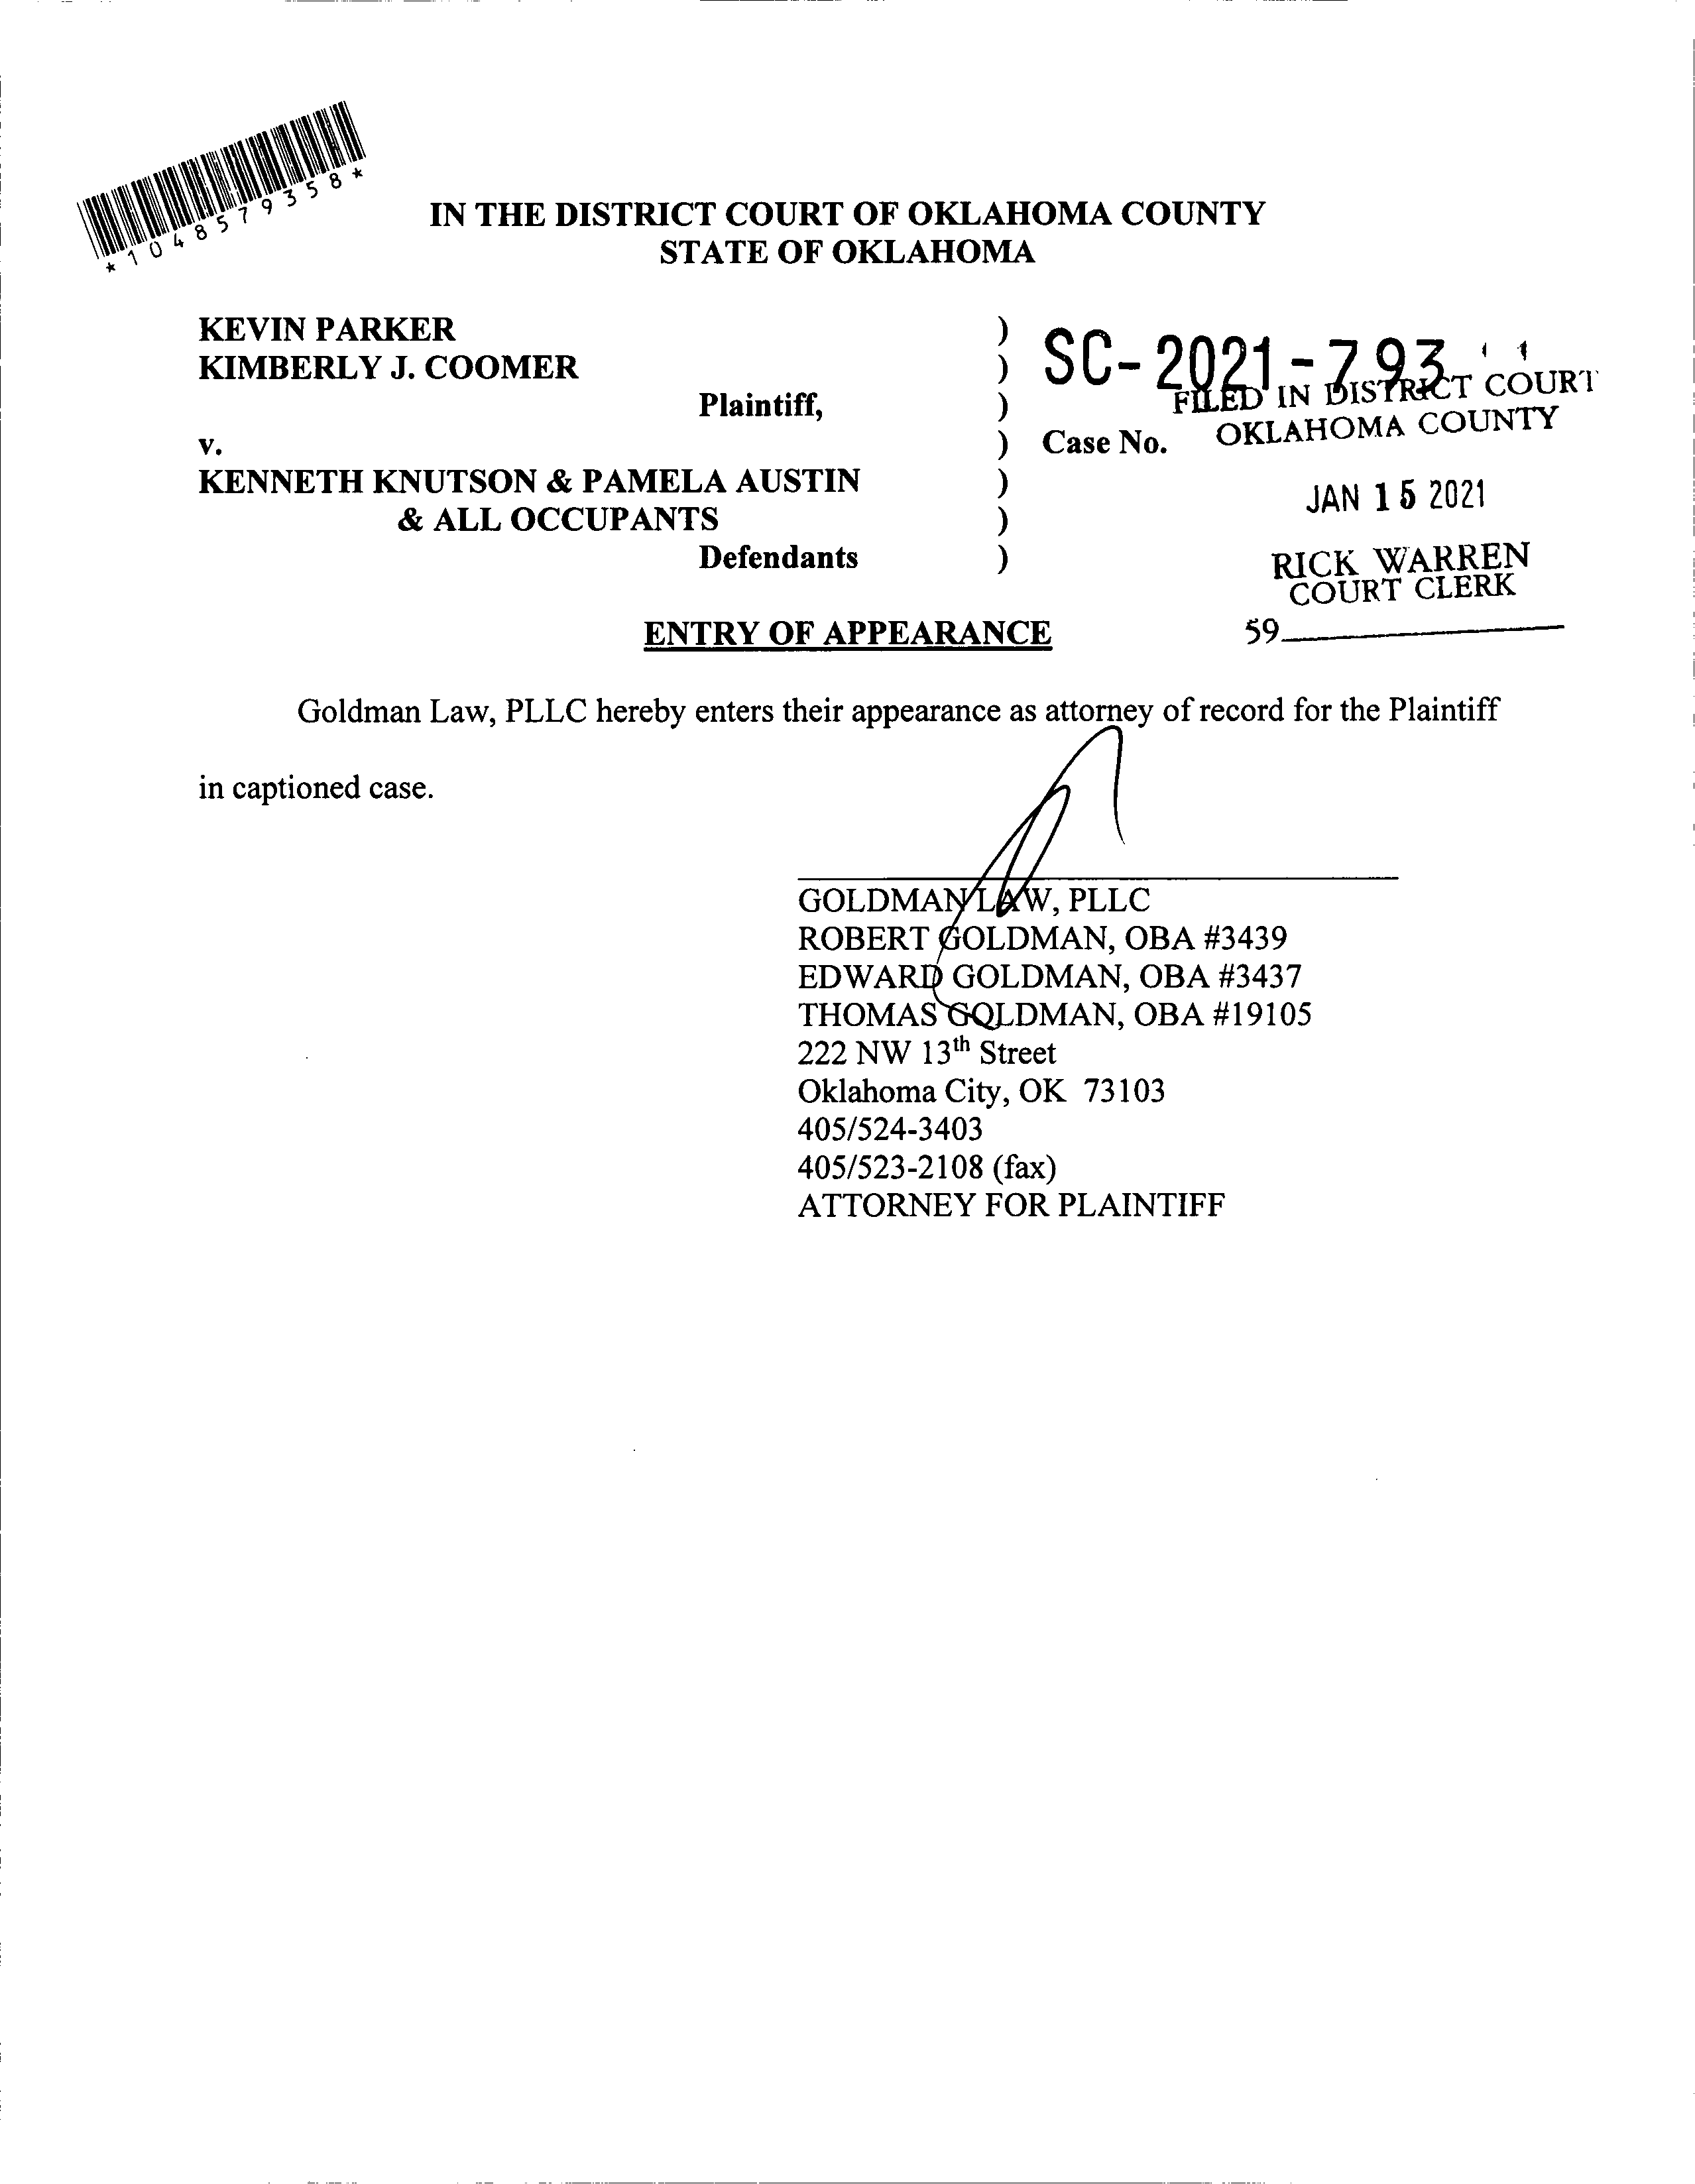 *1048579358*
IN THE DISTRICT COURT OF OKLAHOMA COUNTY
STATE OF OKLAHOMA
KEVIN PARKER )
KIMBERLY J. COOMER ) SC-2021-793
Plaintiff, ) FILED IN DISTRICT COURT
v. ) Case No. OKLAHOMA COUNTY
KENNETH KNUTSON & PAMELA AUSTIN )
& ALL OCCUPANTS ) JAN 15 2021
Defendants ) RICK WARREN
COURT CLERK
ENTRY OF APPEARANCE 59
Goldman Law, PLLC hereby enters their appearance as attorney of record for the Plaintiff
in captioned case.
GOLDMAN LAW, PLLC
ROBERT GOLDMAN, OBA #3439
EDWARD GOLDMAN, OBA #3437
THOMAS GOLDMAN, OBA #19105
222 NW 13th Street
Oklahoma City, OK 73103
405/524-3403
405/523-2108 (fax)
ATTORNEY FOR PLAINTIFF